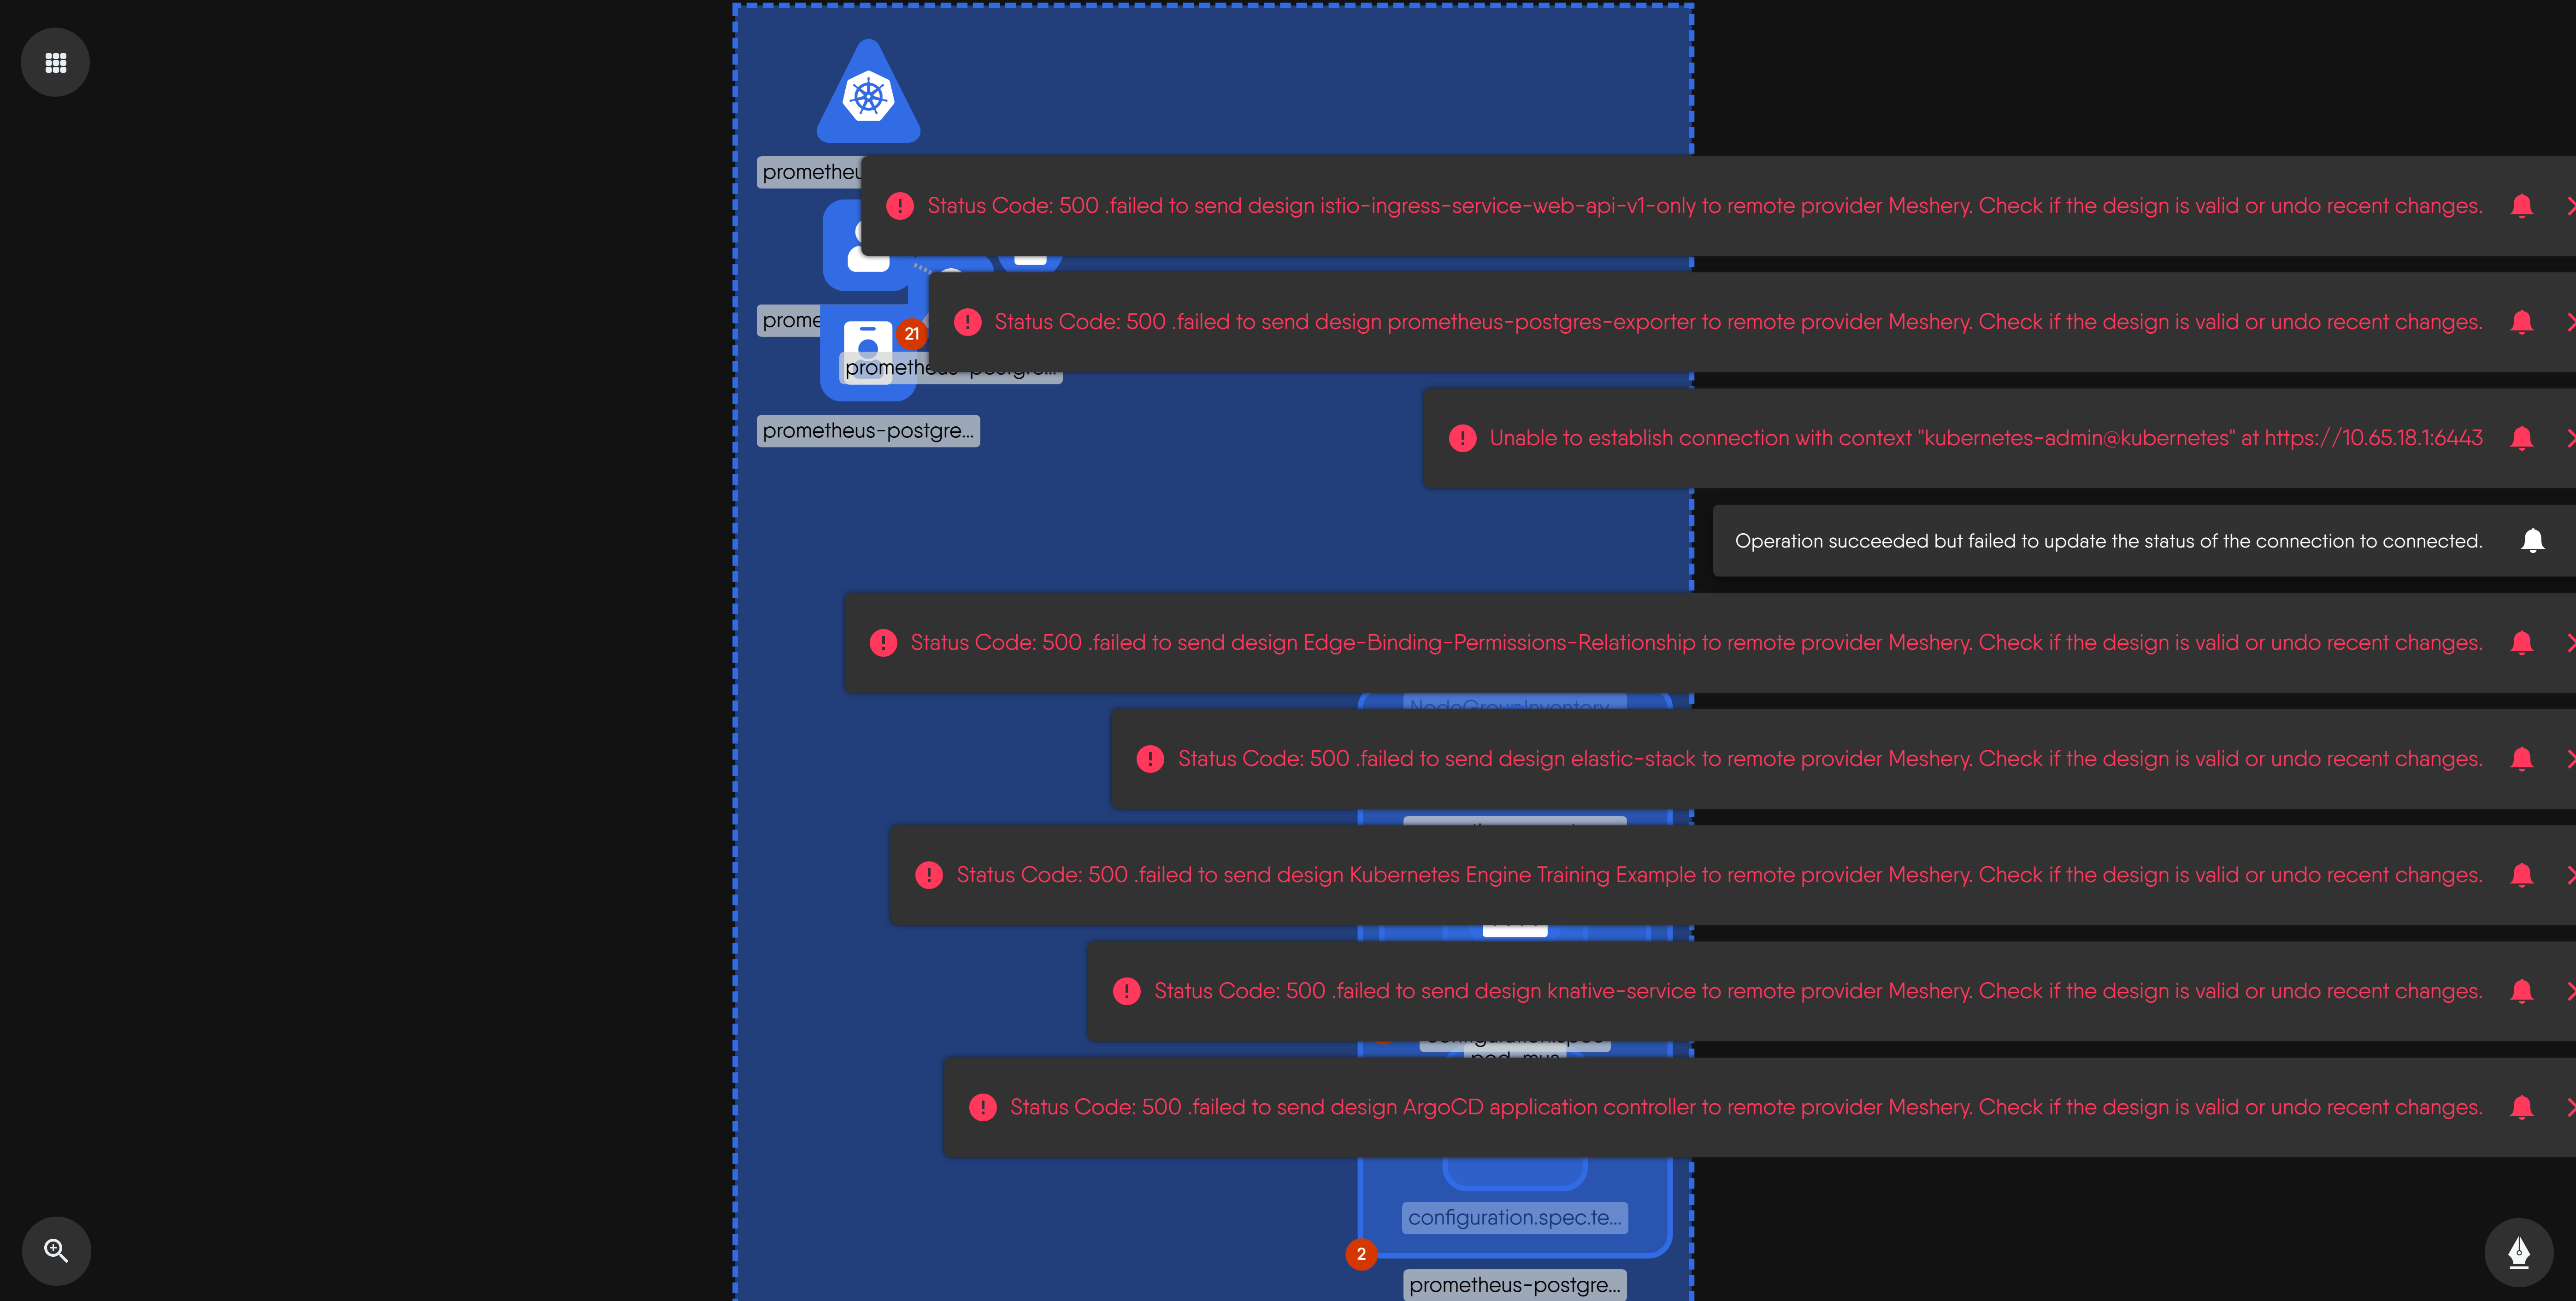 prometheu
Status Code: 500 .failed to send design istio-ingress-service-web-api-v1-only to remote provider Meshery. Check if the design is valid or undo recent changes.
prome
21
Status Code: 500 .failed to send design prometheus-postgres-exporter to remote provider Meshery. Check if the design is valid or undo recent changes.
prometheus-postgre...
prometheus-postgre...
Unable to establish connection with context "kubernetes-admin@kubernetes" at https://10.65.18.1:6443
Operation succeeded but failed to update the status of the connection to connected.
Status Code: 500 .failed to send design Edge-Binding-Permissions-Relationship to remote provider Meshery. Check if the design is valid or undo recent changes.
Status Code: 500 .failed to send design elastic-stack to remote provider Meshery. Check if the design is valid or undo recent changes.
Status Code: 500 .failed to send design Kubernetes Engine Training Example to remote provider Meshery. Check if the design is valid or undo recent changes.
Status Code: 500 .failed to send design knative-service to remote provider Meshery. Check if the design is valid or undo recent changes.
Status Code: 500 .failed to send design ArgoCD application controller to remote provider Meshery. Check if the design is valid or undo recent changes.
configuration.spec.te...
2
prometheus-postgre...